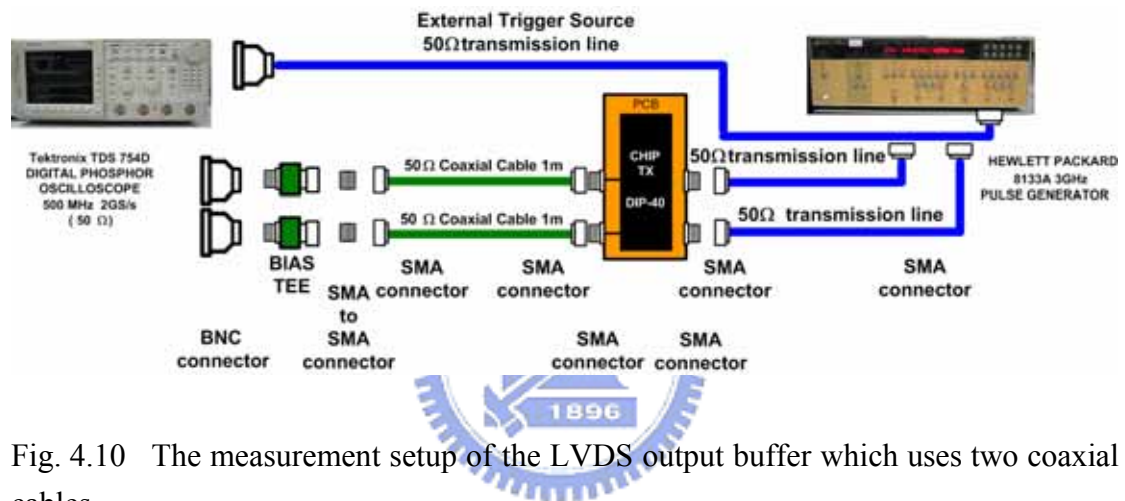 External Trigger Source
50Ω transmission line
Tektronix TDS 754D
DIGITAL PHOSPHOR
OSCILLOSCOPE
500 MHz 2GS/s
( 50 Ω)
PCB
CHIP
TX
DIP-40
50Ω Coaxial Cable 1m
50 Ω Coaxial Cable 1m
50Ωtransmission line
50Ω transmission line
HEWLETT PACKARD
8133A 3GHz
PULSE GENERATOR
BIAS
TEE
SMA
to
SMA
connector
SMA
connector
SMA
connector
SMA
connector
SMA
connector
BNC
connector
SMA
connector
SMA
connector
1896
Fig. 4.10 The measurement setup of the LVDS output buffer which uses two coaxial